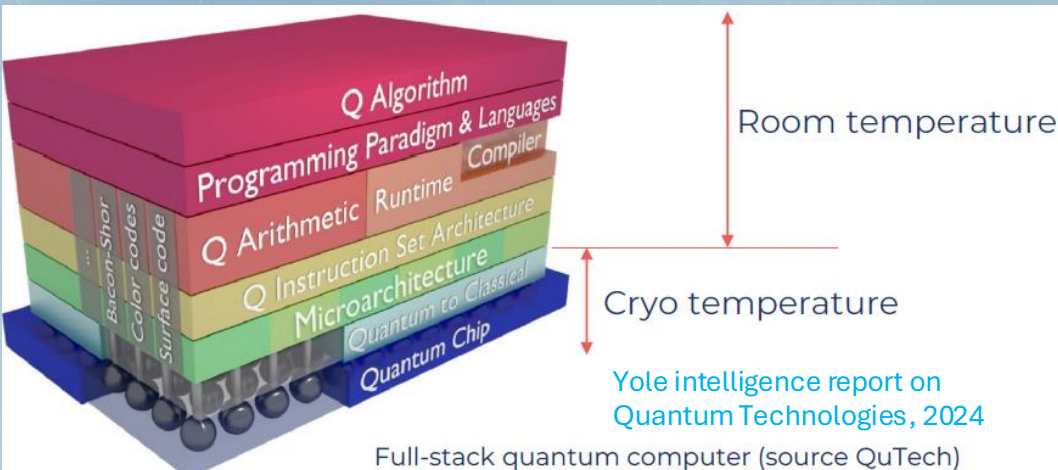 Q Algorithm
Programming Paradigm & Languages
Q Arithmetic
Runtime
Compiler
Q Instruction Set Architecture
Microarchitecture
Quantum to Classical
Quantum Chip
...
Bacon-Shor
Color codes
Surface code
Room temperature
Cryo temperature
Yole intelligence report on
Quantum Technologies, 2024
Full-stack quantum computer (source QuTech)